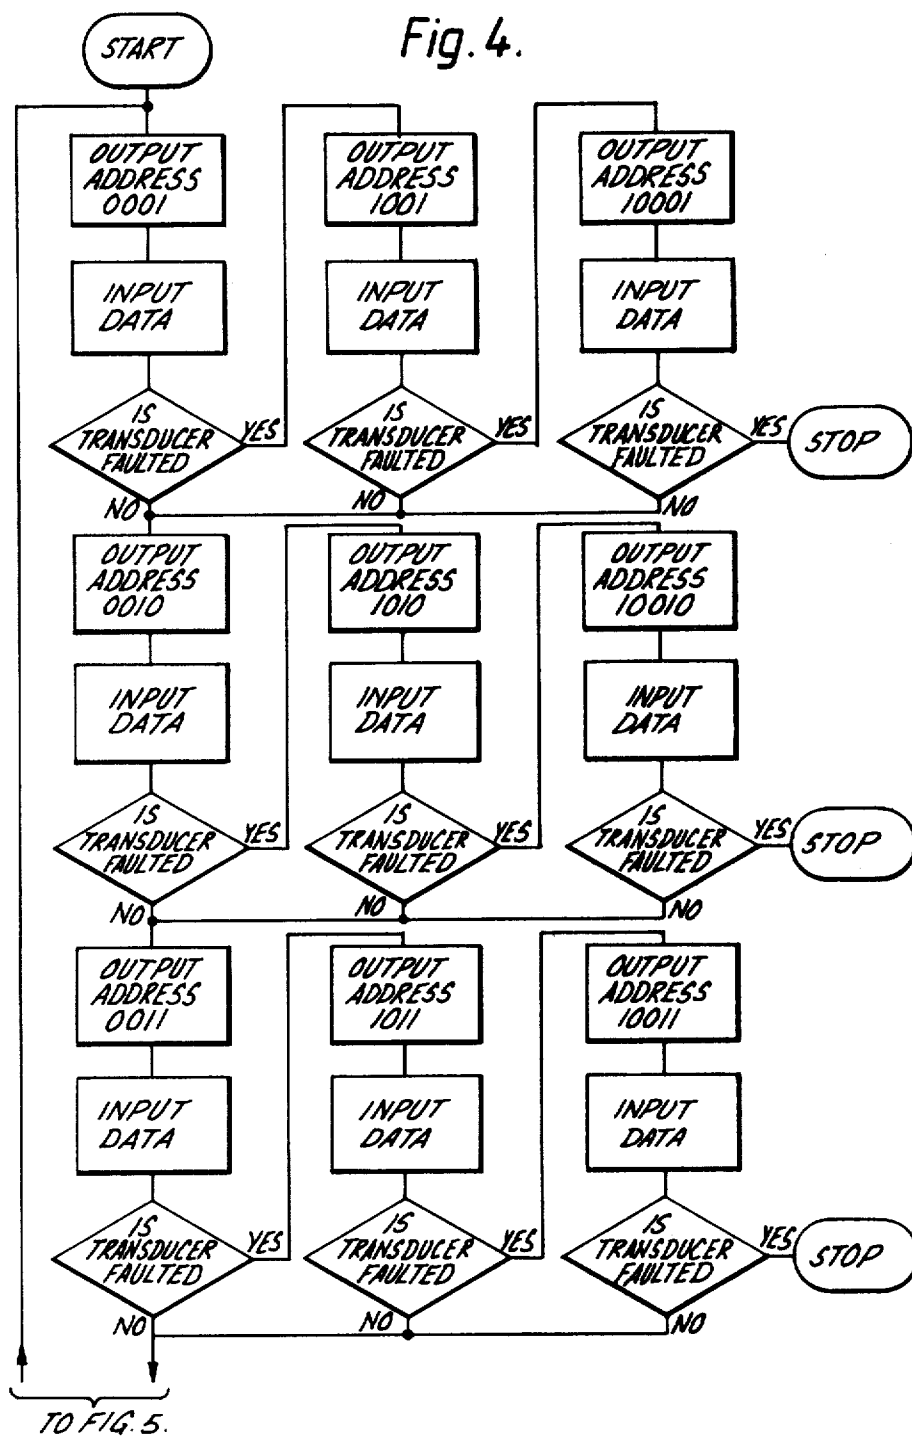 Fig. 4.
START
OUTPUT
ADDRESS
0001
INPUT
DATA
IS
TRANSDUCER
FAULTED
YES
NO
OUTPUT
ADDRESS
1001
INPUT
DATA
IS
TRANSDUCER
FAULTED
YES
NO
OUTPUT
ADDRESS
10001
INPUT
DATA
IS
TRANSDUCER
FAULTED
YES
STOP
NO
OUTPUT
ADDRESS
0010
INPUT
DATA
IS
TRANSDUCER
FAULTED
YES
NO
OUTPUT
ADDRESS
1010
INPUT
DATA
IS
TRANSDUCER
FAULTED
YES
NO
OUTPUT
ADDRESS
10010
INPUT
DATA
IS
TRANSDUCER
FAULTED
YES
STOP
NO
OUTPUT
ADDRESS
0011
INPUT
DATA
IS
TRANSDUCER
FAULTED
YES
NO
OUTPUT
ADDRESS
1011
INPUT
DATA
IS
TRANSDUCER
FAULTED
YES
NO
OUTPUT
ADDRESS
10011
INPUT
DATA
IS
TRANSDUCER
FAULTED
YES
STOP
NO
TO FIG. 5.